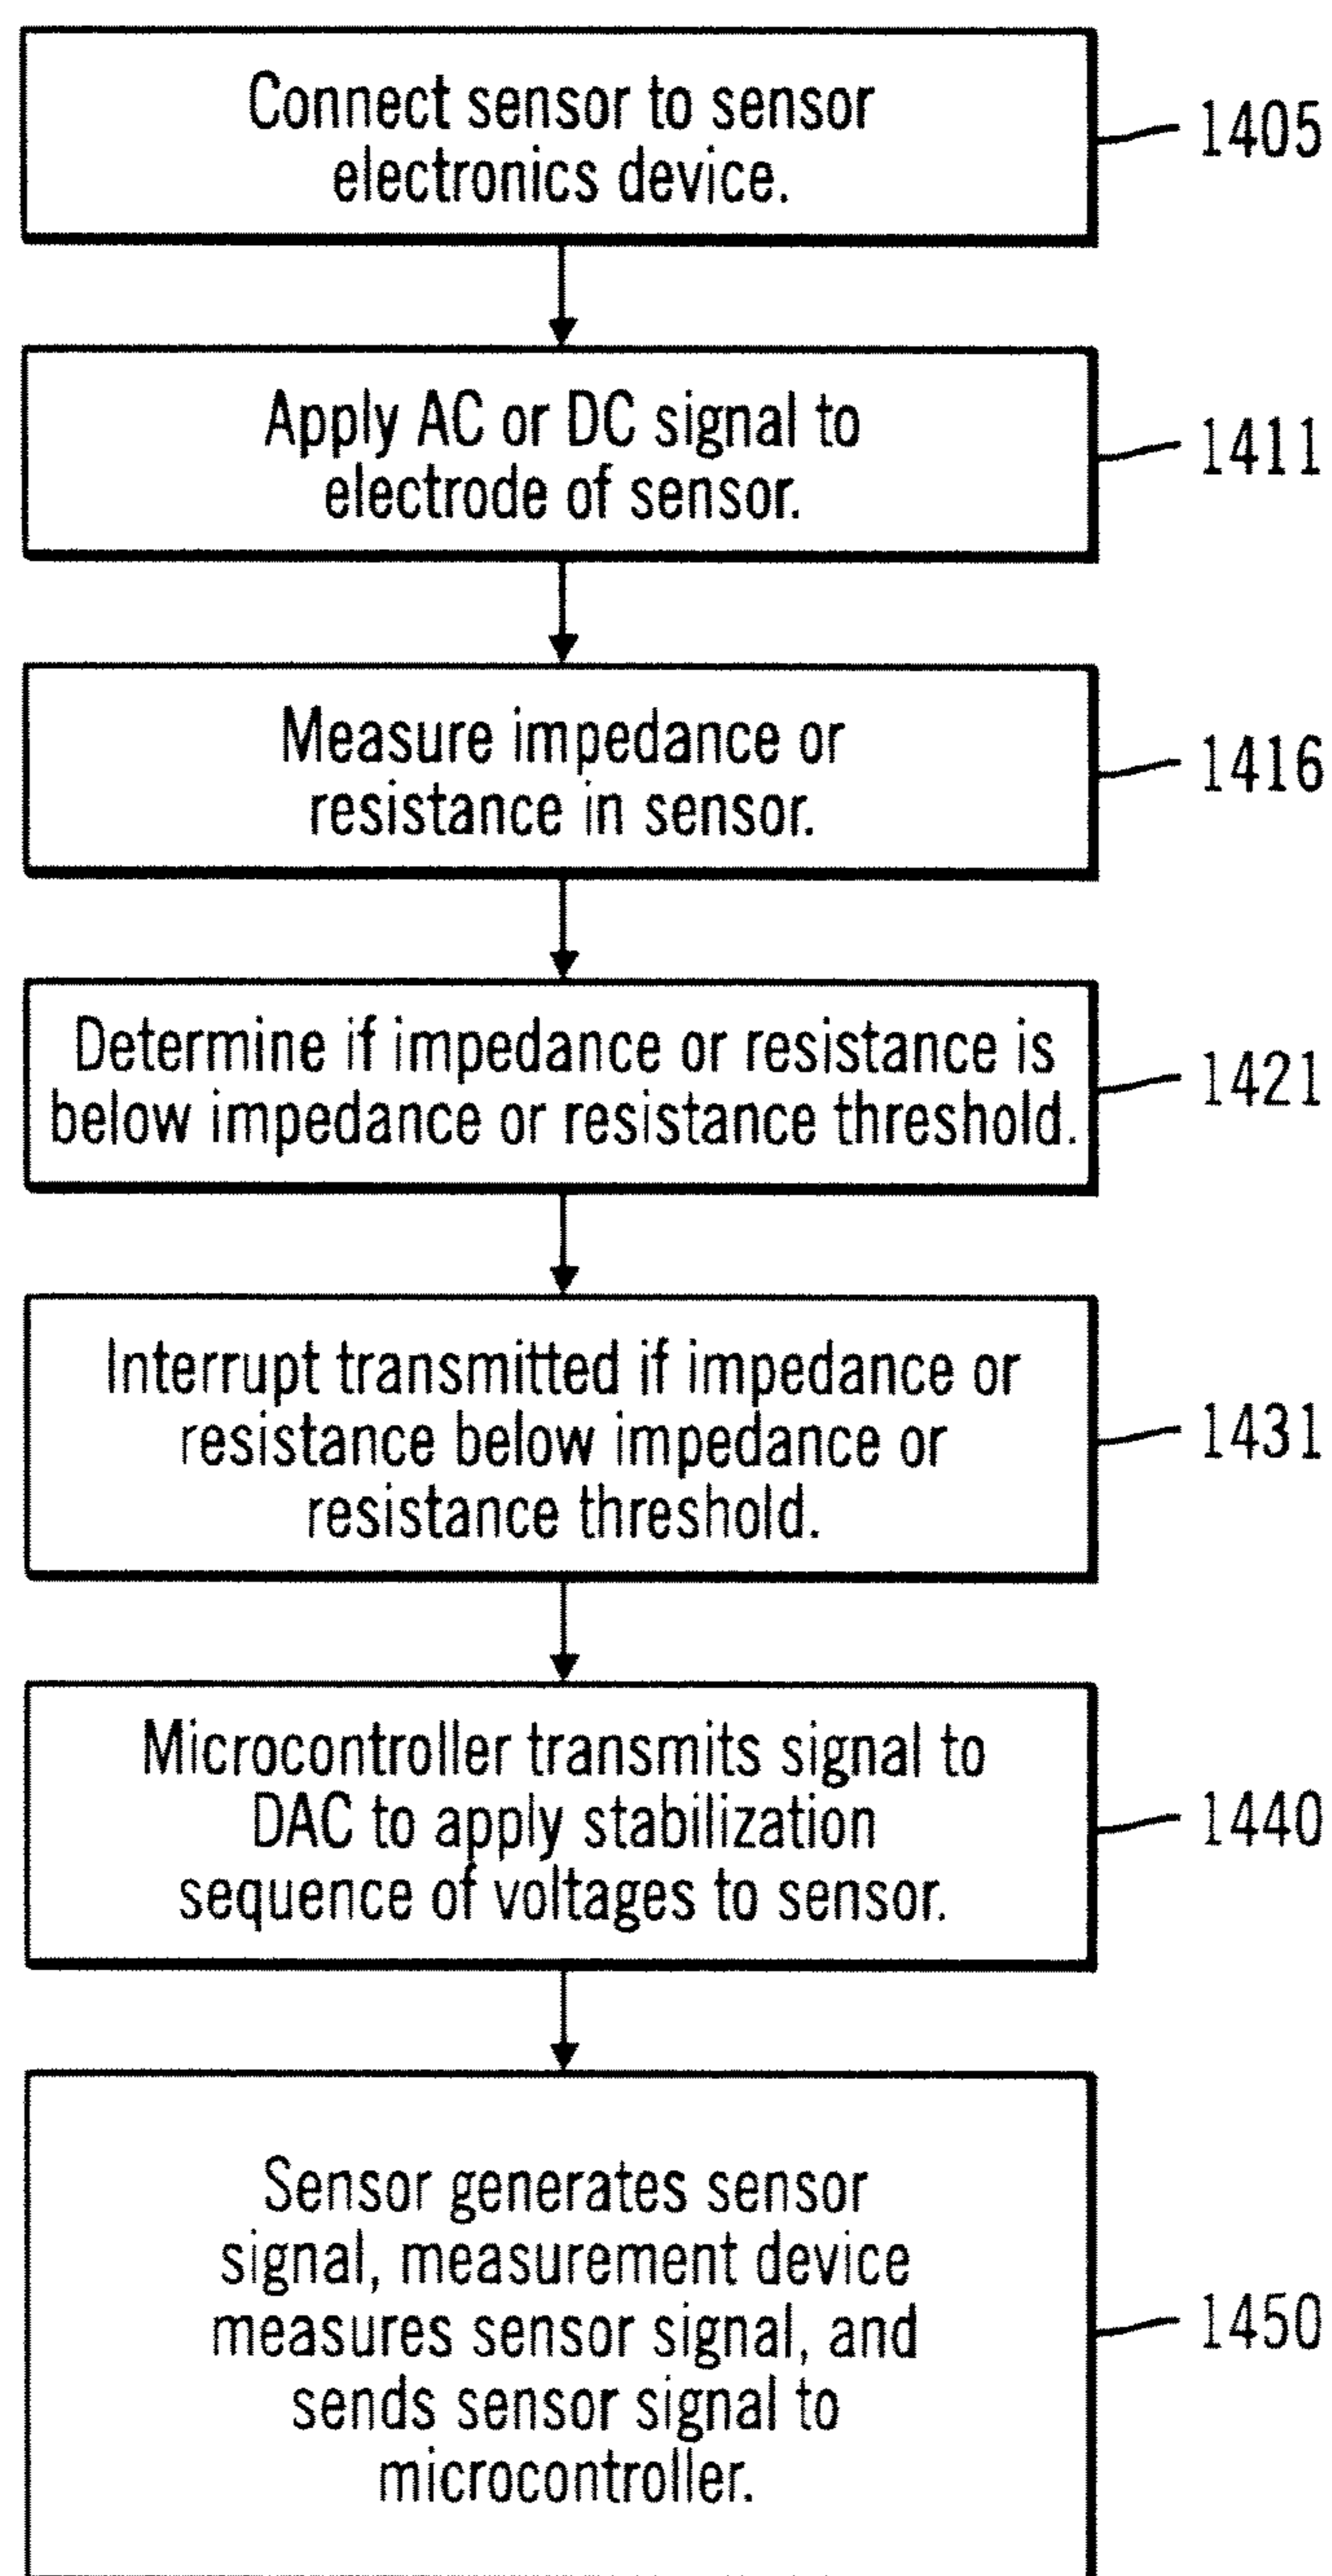 Connect sensor to sensor
electronics device.
1405
Apply AC or DC signal to
electrode of sensor.
1411
Measure impedance or
resistance in sensor.
1416
Determine if impedance or resistance is
below impedance or resistance threshold.
1421
Interrupt transmitted if impedance or
resistance below impedance or
resistance threshold.
1431
Microcontroller transmits signal to
DAC to apply stabilization
sequence of voltages to sensor.
1440
Sensor generates sensor
signal, measurement device
measures sensor signal, and
sends sensor signal to
microcontroller.
1450